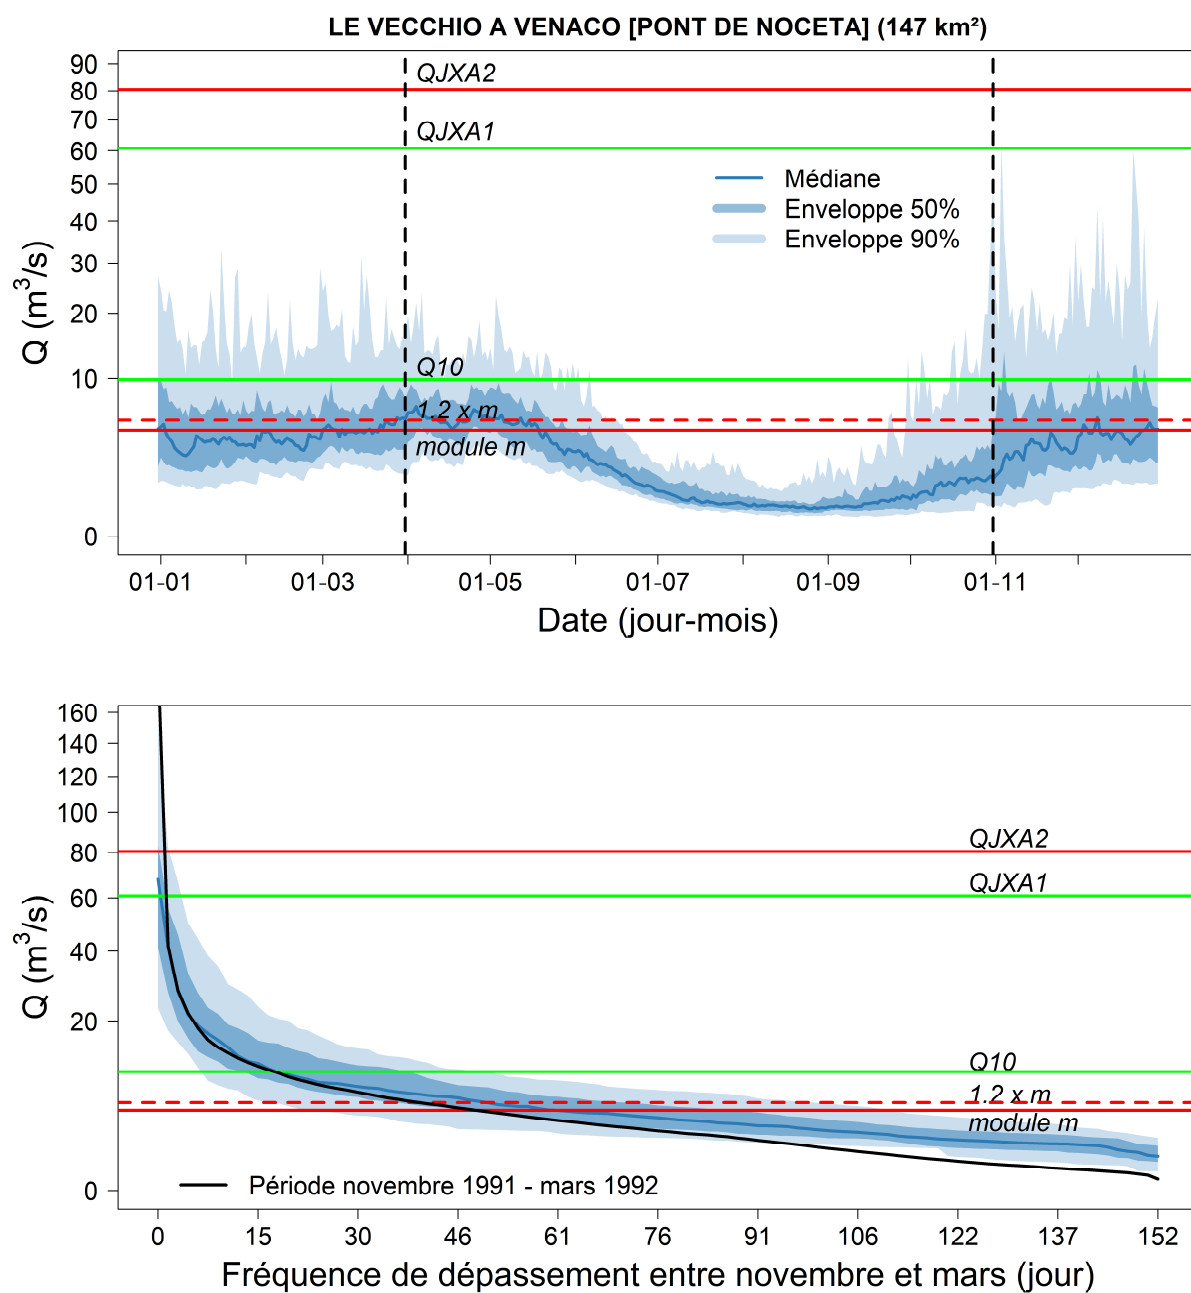 LE VECCHIO A VENACO [PONT DE NOCETA] (147 km²)
Q (m³/s)
90
80
70
60
50
40
30
20
10
0
QJXA2
QJXA1
Médiane
Enveloppe 50%
Enveloppe 90%
Q10
1.2 x m
module m
01-01
01-03
01-05
01-07
01-09
01-11
Date (jour-mois)
Q (m³/s)
160
140
120
100
80
60
40
20
0
QJXA2
QJXA1
Q10
1.2 x m
module m
Période novembre 1991 - mars 1992
0
15
30
46
61
76
91
106
122
137
152
Fréquence de dépassement entre novembre et mars (jour)